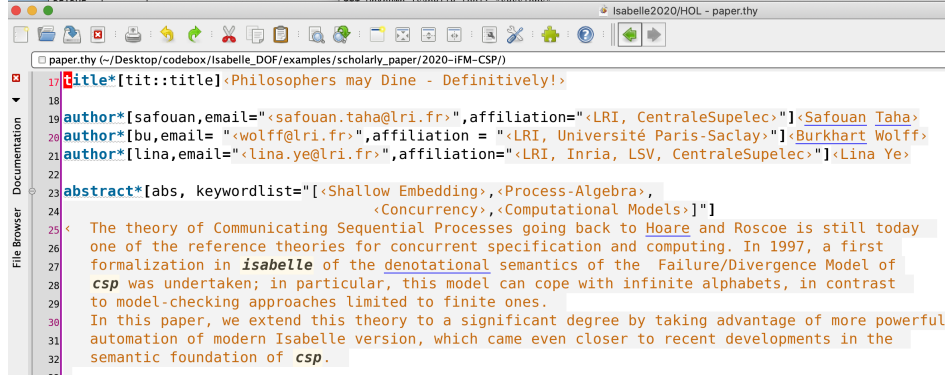 Isabelle2020/HOL - paper.thy
paper.thy (~/Desktop/codebox/Isabelle_DOF/examples/scholarly_paper/2020-iFM-CSP/)
Documentation
File Browser
17 title*[tit::title]‹Philosophers may Dine - Definitively!›
18
19 author*[safouan,email="‹safouan.taha@lri.fr›",affiliation="‹LRI, CentraleSupelec›"]‹Safouan Taha›
20 author*[bu,email= "‹wolff@lri.fr›",affiliation = "‹LRI, Université Paris-Saclay›"]‹Burkhart Wolff›
21 author*[lina,email="‹lina.ye@lri.fr›",affiliation="‹LRI, Inria, LSV, CentraleSupelec›"]‹Lina Ye›
22
23 abstract*[abs, keywordlist="[‹Shallow Embedding›,‹Process-Algebra›,
24 ‹Concurrency›,‹Computational Models›]"]
25 ‹ The theory of Communicating Sequential Processes going back to Hoare and Roscoe is still today
26 one of the reference theories for concurrent specification and computing. In 1997, a first
27 formalization in isabelle of the denotational semantics of the Failure/Divergence Model of
28 csp was undertaken; in particular, this model can cope with infinite alphabets, in contrast
29 to model-checking approaches limited to finite ones.
30 In this paper, we extend this theory to a significant degree by taking advantage of more powerful
31 automation of modern Isabelle version, which came even closer to recent developments in the
32 semantic foundation of csp.